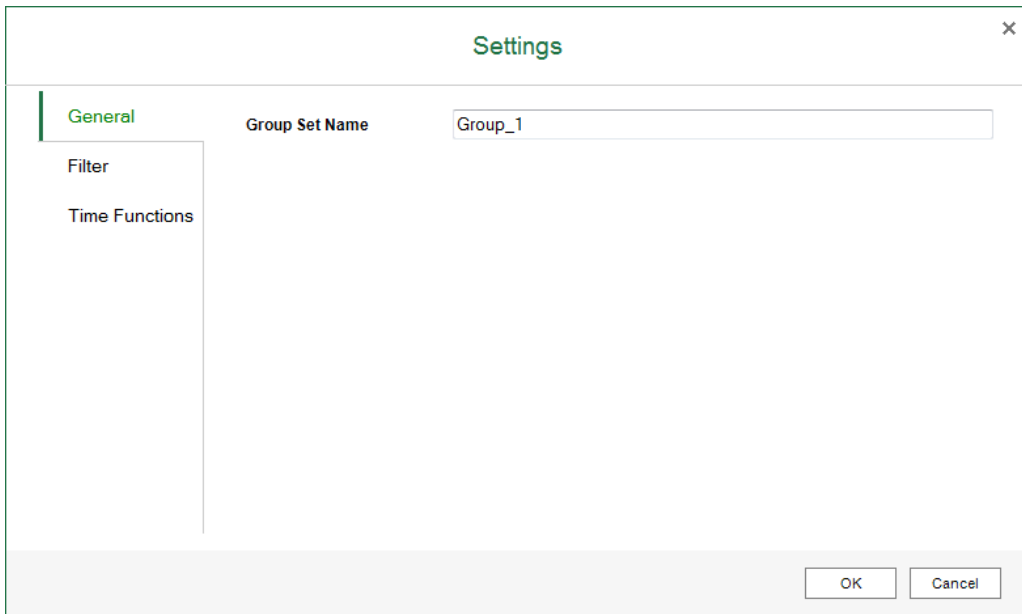 Settings
General
Group Set Name Group_1
Filter
Time Functions
OK Cancel